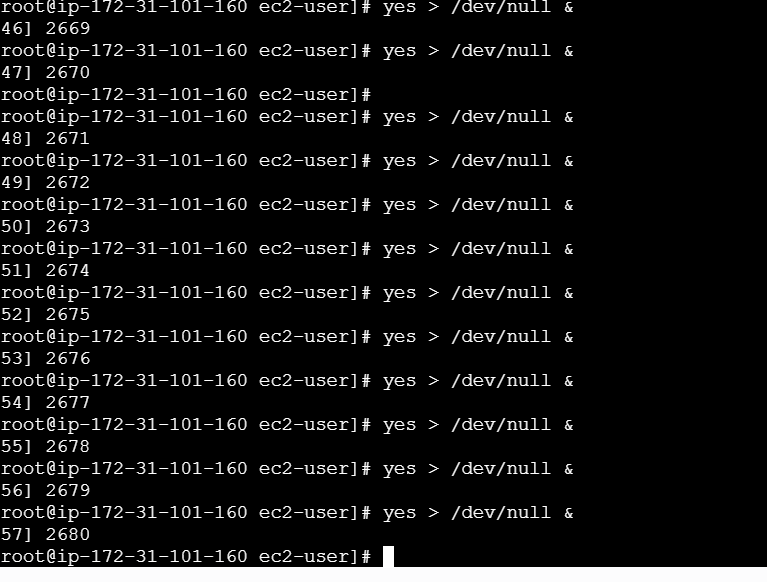 root@ip-172-31-101-160 ec2-user]# yes > /dev/null &
46] 2669
root@ip-172-31-101-160 ec2-user]# yes > /dev/null &
47] 2670
root@ip-172-31-101-160 ec2-user]#
root@ip-172-31-101-160 ec2-user]# yes > /dev/null &
48] 2671
root@ip-172-31-101-160 ec2-user]# yes > /dev/null &
49] 2672
root@ip-172-31-101-160 ec2-user]# yes > /dev/null &
50] 2673
root@ip-172-31-101-160 ec2-user]# yes > /dev/null &
51] 2674
root@ip-172-31-101-160 ec2-user]# yes > /dev/null &
52] 2675
root@ip-172-31-101-160 ec2-user]# yes > /dev/null &
53] 2676
root@ip-172-31-101-160 ec2-user]# yes > /dev/null &
54] 2677
root@ip-172-31-101-160 ec2-user]# yes > /dev/null &
55] 2678
root@ip-172-31-101-160 ec2-user]# yes > /dev/null &
56] 2679
root@ip-172-31-101-160 ec2-user]# yes > /dev/null &
57] 2680
root@ip-172-31-101-160 ec2-user]#